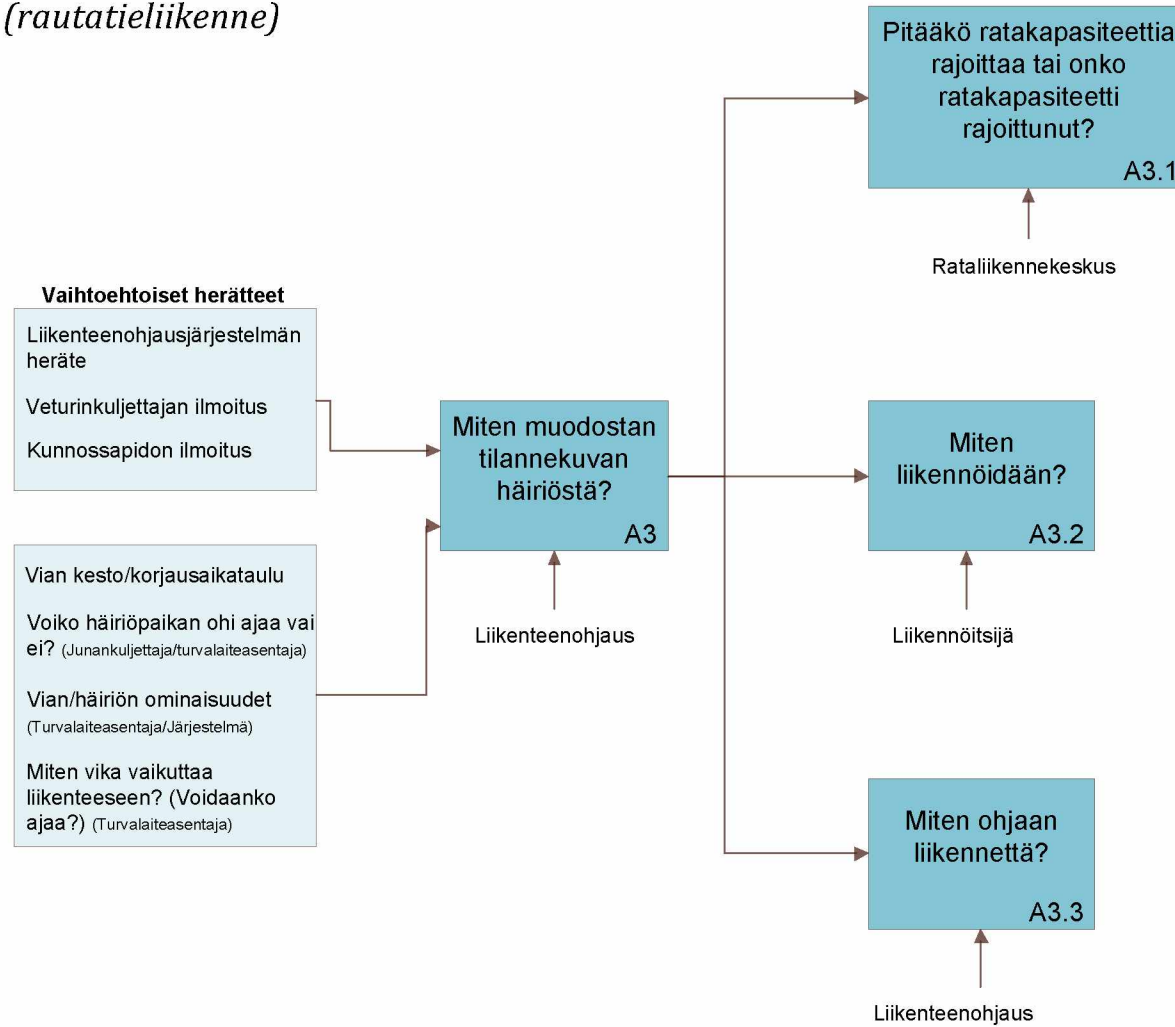 (rautatieliikenne)
Pitääkö ratakapasiteettia
rajoittaa tai onko
ratakapasiteetti
rajoittunut?
A3.1
Rataliikennekeskus
Vaihtoehtoiset herätteet
Liikenteenohjausjärjestelmän
heräte
Veturinkuljettajan ilmoitus
Kunnossapidon ilmoitus
Miten muodostan
tilannekuvan
häiriöstä?
A3
Liikenteenohjaus
Miten
liikennöidään?
A3.2
Liikennöitsijä
Vian kesto/korjausaikataulu
Voiko häiriöpaikan ohi ajaa vai
ei? (Junankuljettaja/turvalaiteasentaja)
Vian/häiriön ominaisuudet
(Turvalaiteasentaja/Järjestelmä)
Miten vika vaikuttaa
liikenteeseen? (Voidaanko
ajaa?) (Turvalaiteasentaja)
Miten ohjaan
liikennettä?
A3.3
Liikenteenohjaus